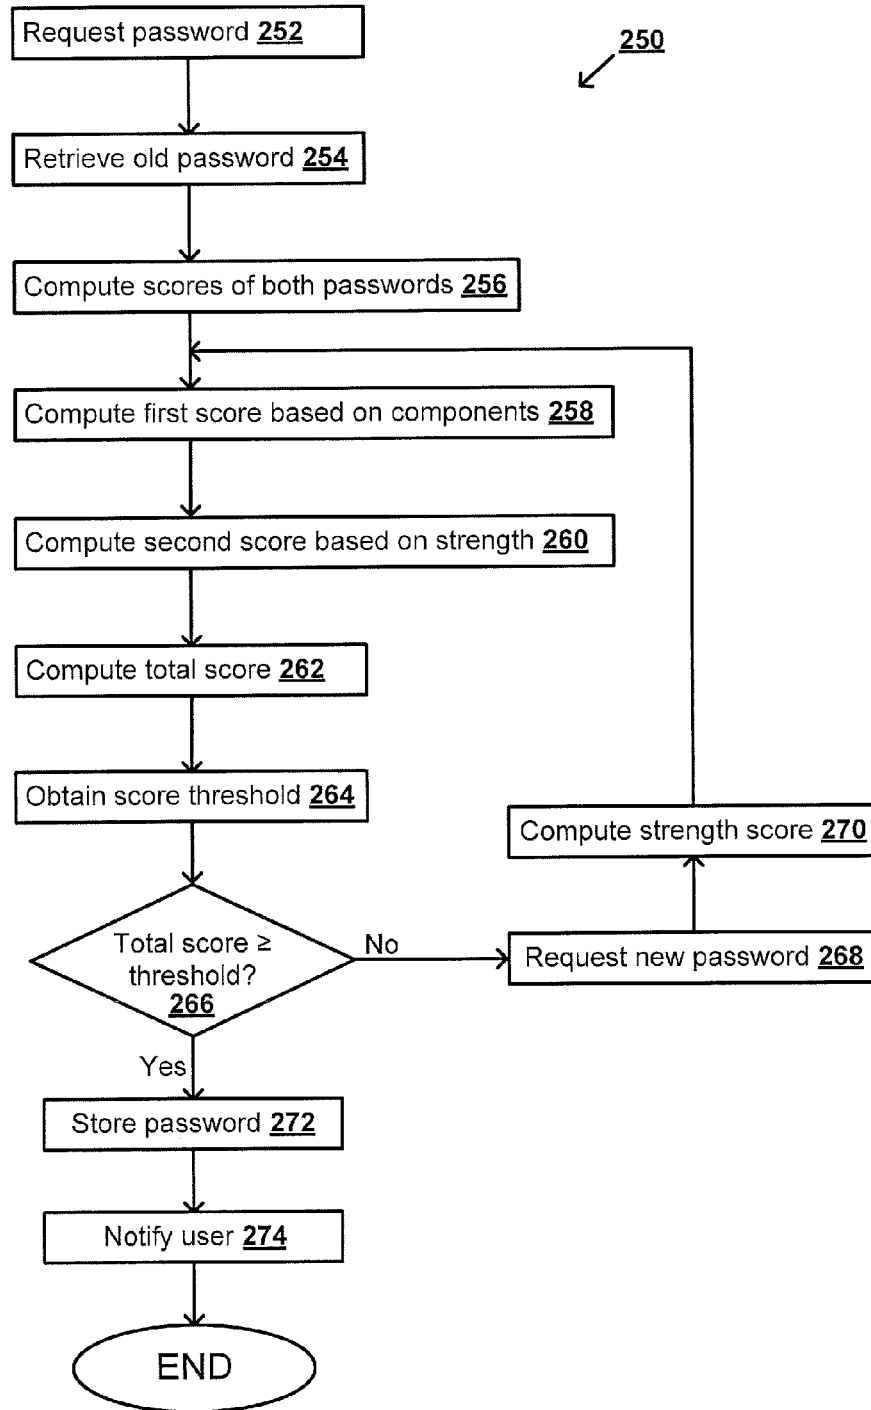 Request password 252
250
Retrieve old password 254
Compute scores of both passwords 256
Compute first score based on components 258
Compute second score based on strength 260
Compute total score 262
Obtain score threshold 264
Compute strength score 270
Total score ≥
threshold?
266
No
Request new password 268
Yes
Store password 272
Notify user 274
END